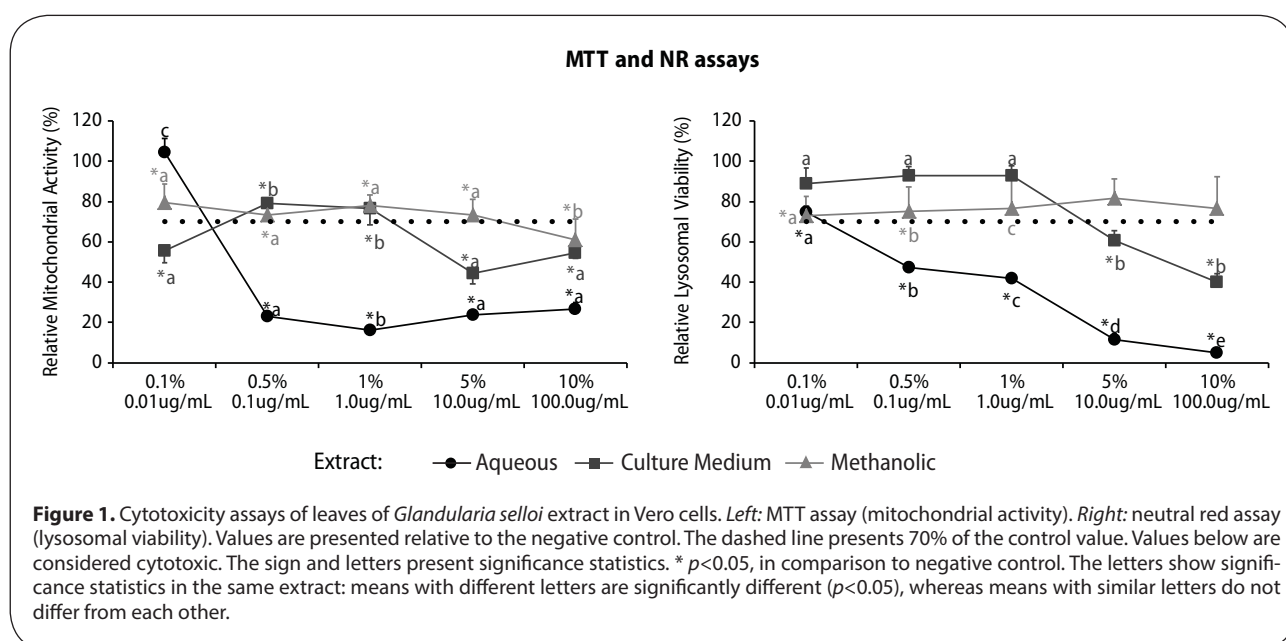 MTT and NR assays
Relative Mitochondrial Activity (%)
120
100
80
60
40
20
0
c
*a
*a
*b
*a
*a
*a
*b
*b
*a
*a
*a
*b
*a
*a
0.1% 0.5% 1% 5% 10%
0.01ug/mL 0.1ug/mL 1.0ug/mL 10.0ug/mL 100.0ug/mL
Relative Lysosomal Viability (%)
120
100
80
60
40
20
0
a
a
a
*a
*a
*b
*b
c
*c
*b
*d
*b
*e
0.1% 0.5% 1% 5% 10%
0.01ug/mL 0.1ug/mL 1.0ug/mL 10.0ug/mL 100.0ug/mL
Extract: Aqueous Culture Medium Methanolic
Figure 1. Cytotoxicity assays of leaves of Glandularia selloi extract in Vero cells. Left: MTT assay (mitochondrial activity). Right: neutral red assay
(lysosomal viability). Values are presented relative to the negative control. The dashed line presents 70% of the control value. Values below are
considered cytotoxic. The sign and letters present significance statistics. * p<0.05, in comparison to negative control. The letters show signifi-
cance statistics in the same extract: means with different letters are significantly different (p<0.05), whereas means with similar letters do not
differ from each other.